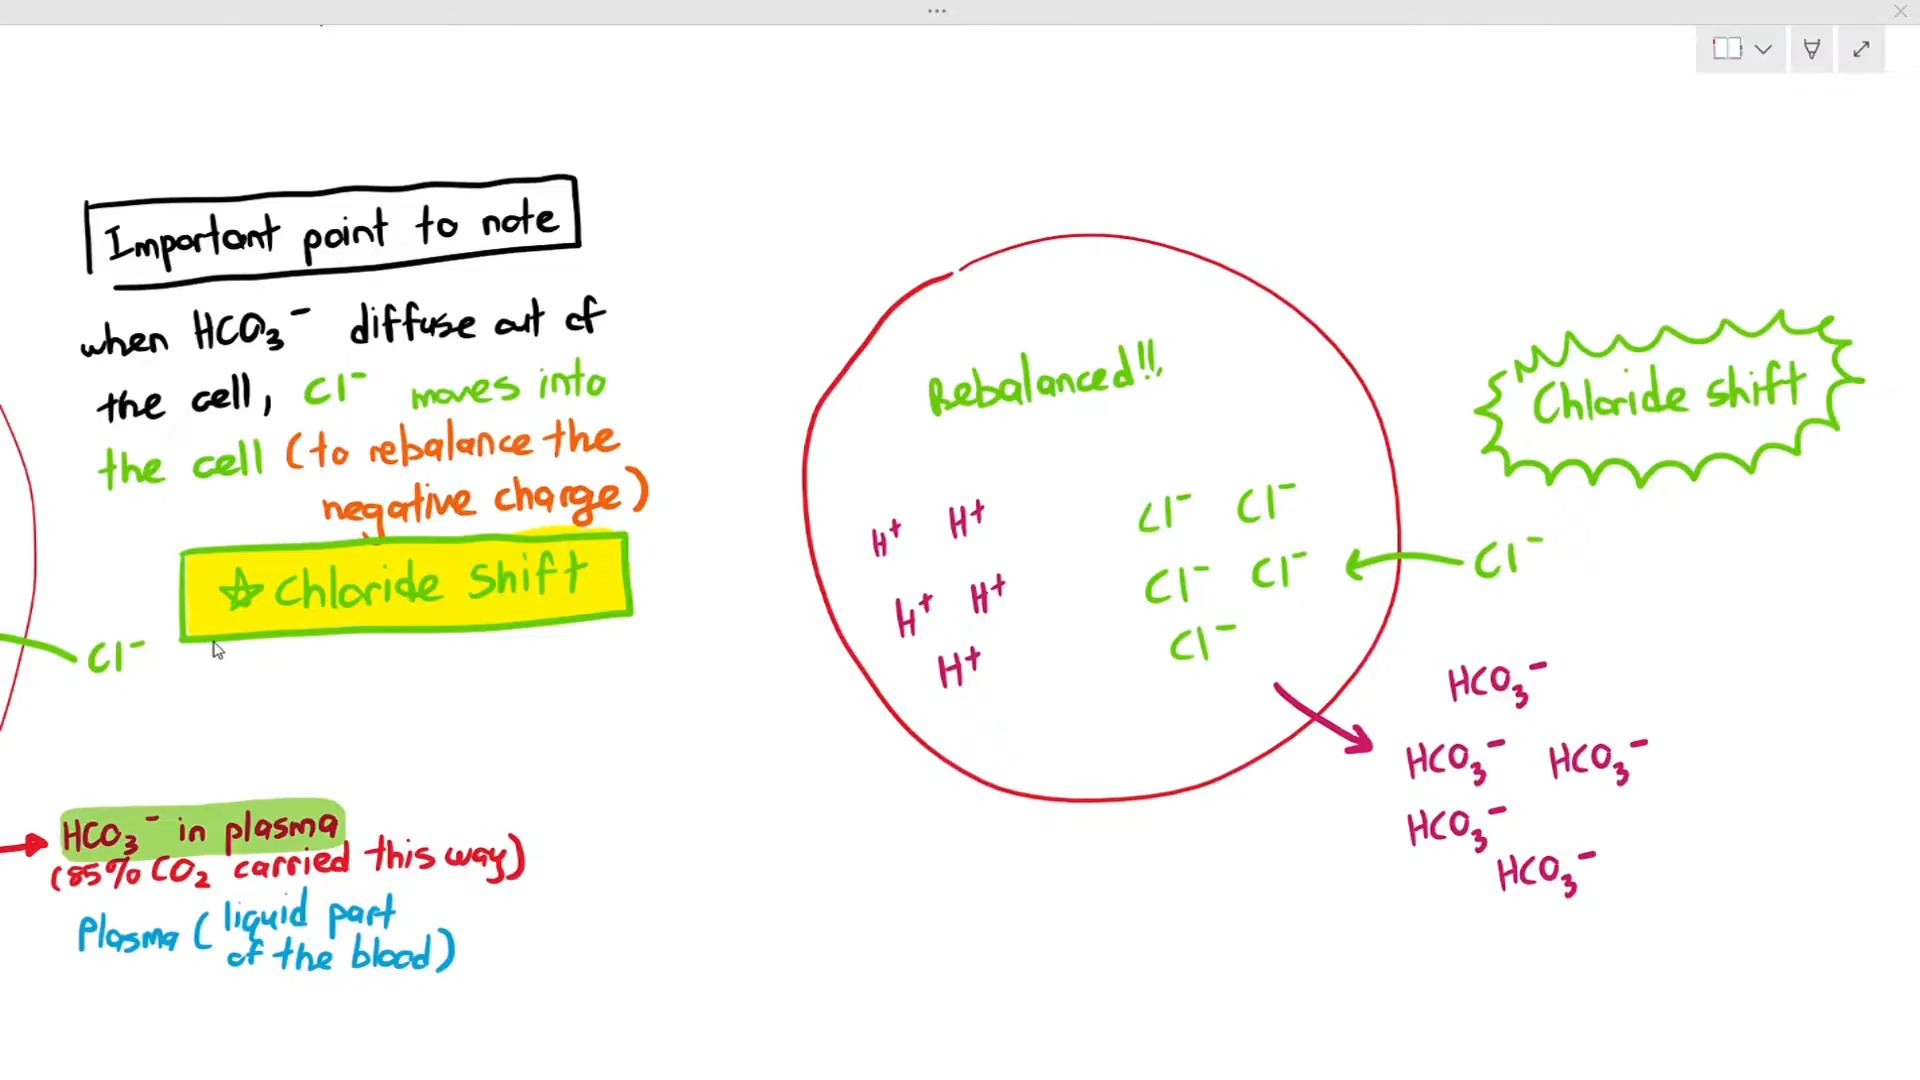 Important point to note
when HCO₃⁻ diffuse out of
the cell, Cl⁻ moves into
the cell (to rebalance the
negative charge)
☆ Chloride shift
Cl⁻
HCO₃⁻ in plasma
(85% CO₂ carried this way)
Plasma (liquid part
of the blood)
Rebalanced!!
H⁺ H⁺
H⁺ H⁺
H⁺
Cl⁻ Cl⁻
Cl⁻ Cl⁻
Cl⁻
Chloride shift
Cl⁻
HCO₃⁻
HCO₃⁻ HCO₃⁻
HCO₃⁻
HCO₃⁻